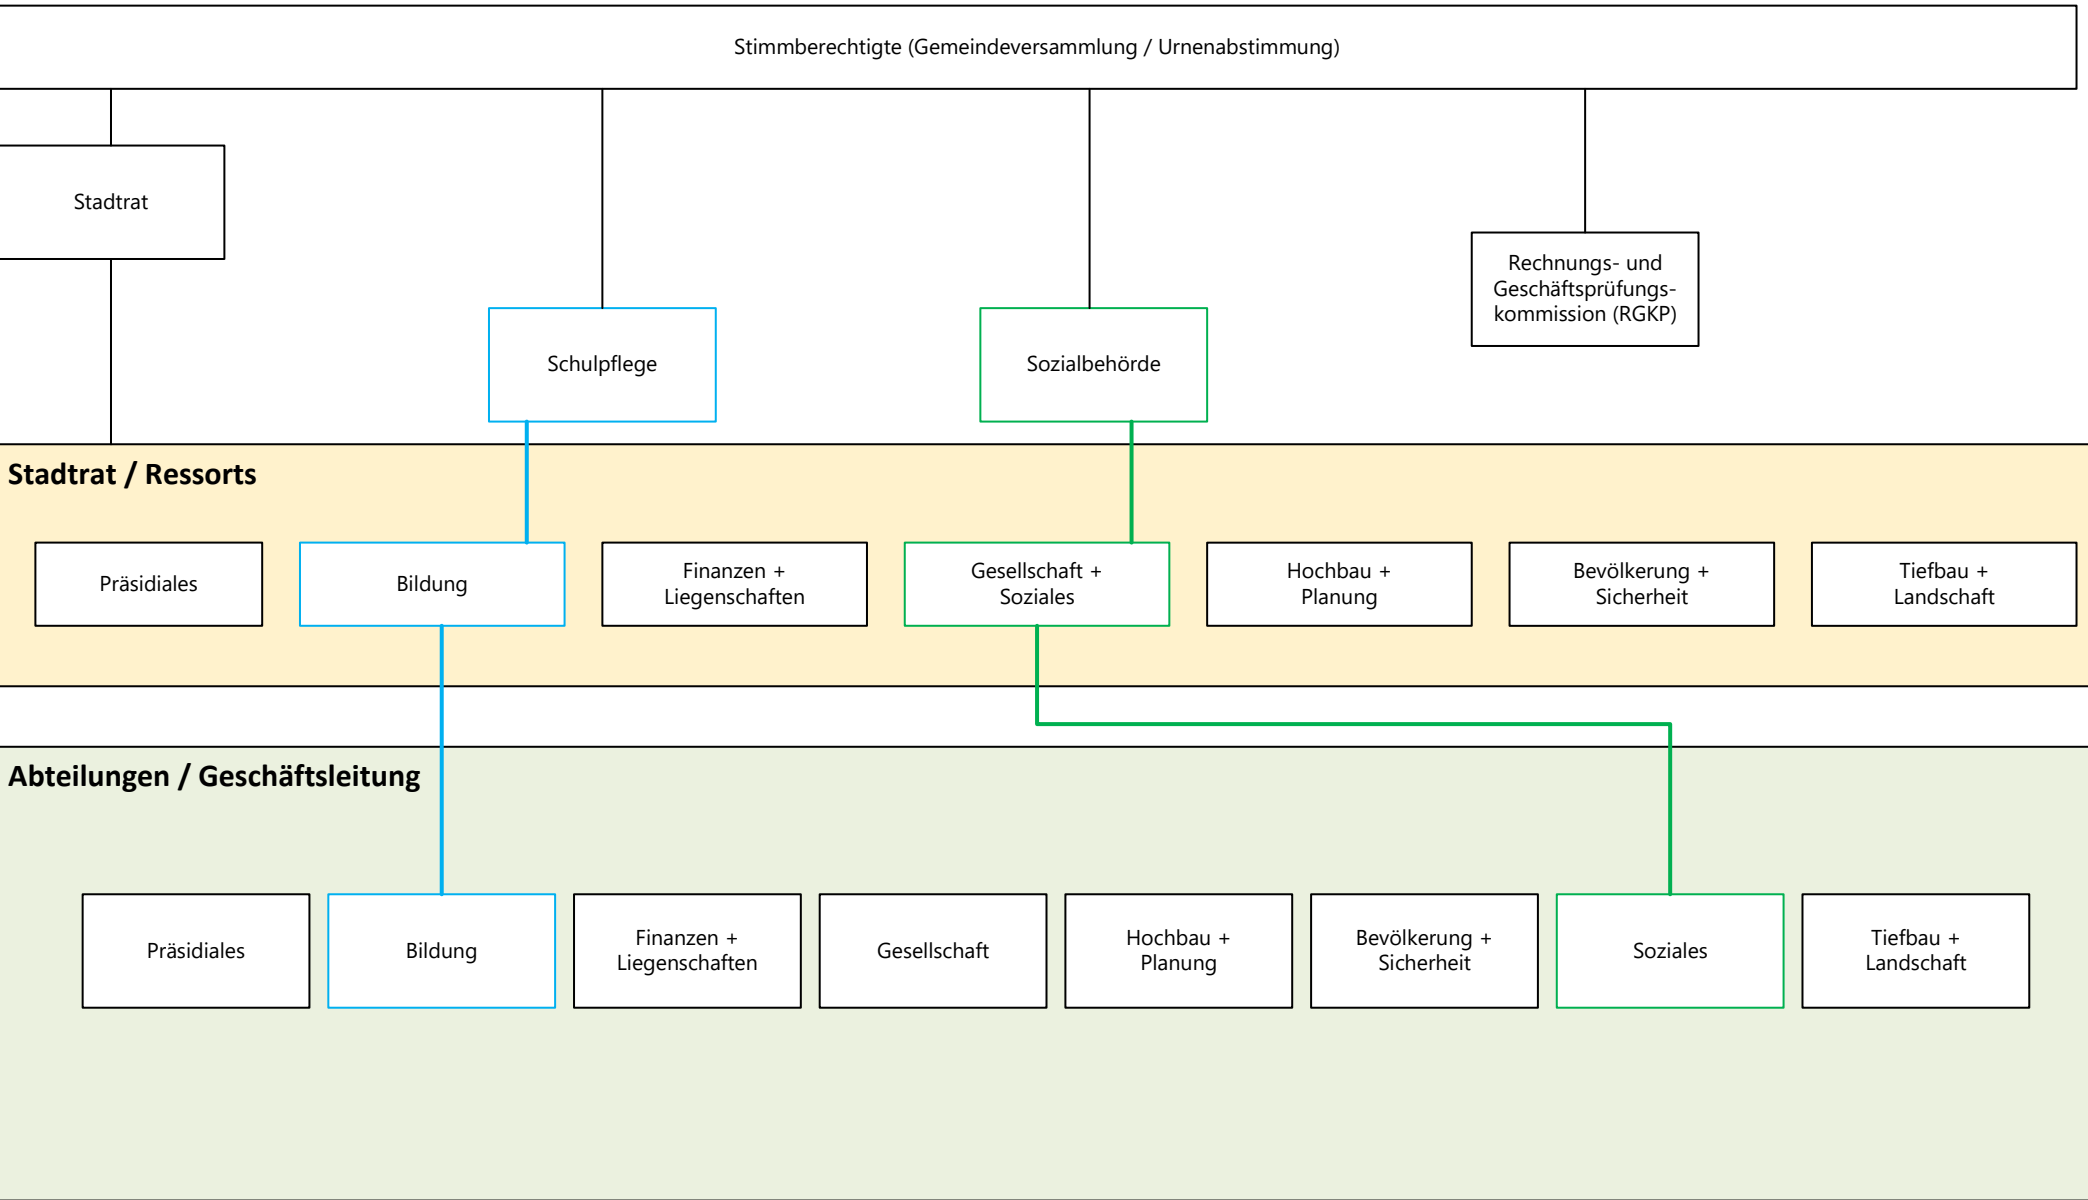 Stimmberechtigte (Gemeindeversammlung / Urnenabstimmung)
Stadtrat
Rechnungs- und
Geschäftsprüfungs-
kommission (RGKP)
Schulpflege
Sozialbehörde
Stadtrat / Ressorts
Präsidiales
Bildung
Finanzen +
Liegenschaften
Gesellschaft +
Soziales
Hochbau +
Planung
Bevölkerung +
Sicherheit
Tiefbau +
Landschaft
Abteilungen / Geschäftsleitung
Präsidiales
Bildung
Finanzen +
Liegenschaften
Gesellschaft
Hochbau +
Planung
Bevölkerung +
Sicherheit
Soziales
Tiefbau +
Landschaft